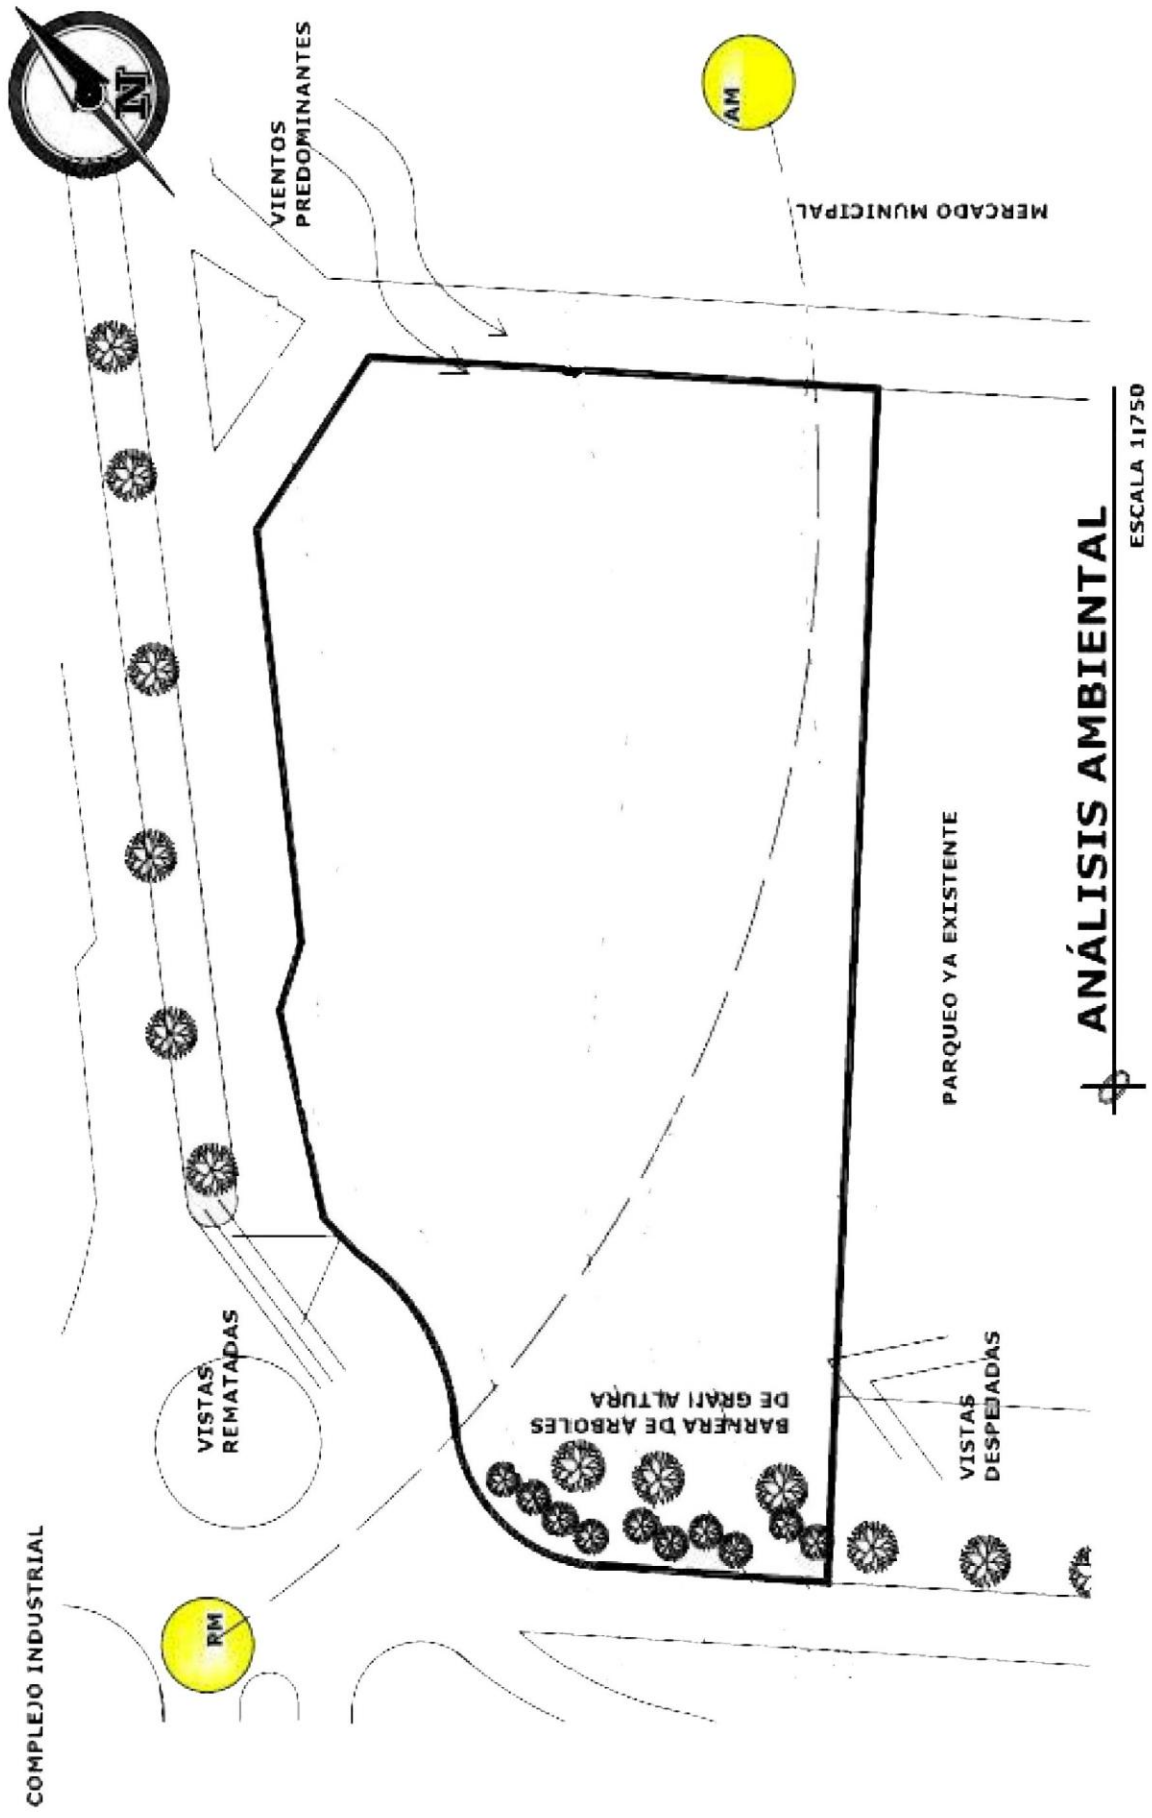 N
VIENTOS
PREDOMINANTES
AM
MERCADO MUNICIPAL
COMPLEJO INDUSTRIAL
RM
VISTAS
REMATADAS
BARRERA DE ARBOLES
DE GRAN ALTURA
VISTAS
DESPEJADAS
PARQUEO YA EXISTENTE
ANÁLISIS AMBIENTAL
ESCALA 1:750